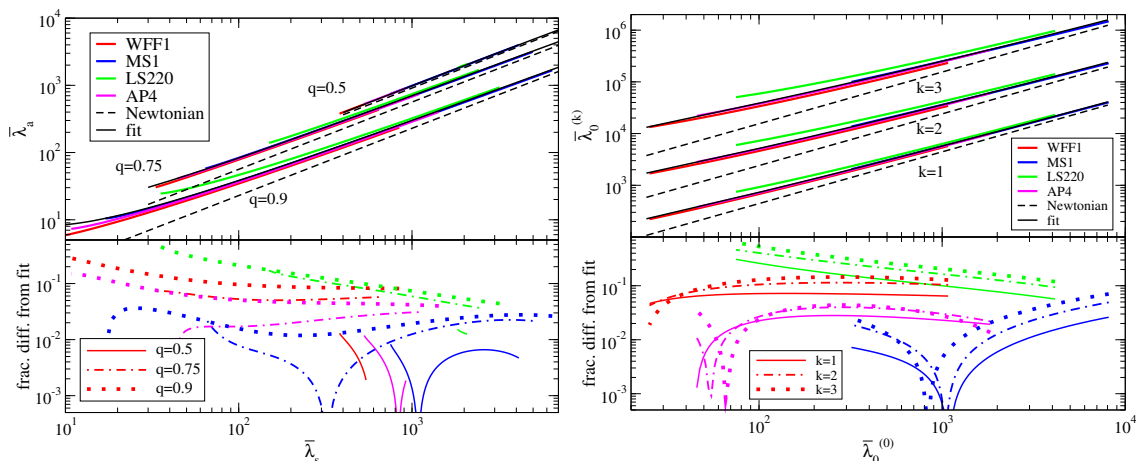 10^4
10^3
10^2
10^1
λ̄_a
WFF1
MS1
LS220
AP4
Newtonian
fit
q=0.5
q=0.75
q=0.9
10^-1
10^-2
10^-3
frac. diff. from fit
q=0.5
q=0.75
q=0.9
10^1
10^2
10^3
λ̄_s
10^6
10^5
10^4
10^3
λ̄_0^(k)
k=3
k=2
k=1
WFF1
MS1
LS220
AP4
Newtonian
fit
10^-1
10^-2
10^-3
frac. diff. from fit
k=1
k=2
k=3
10^2
10^3
10^4
λ̄_0^(0)